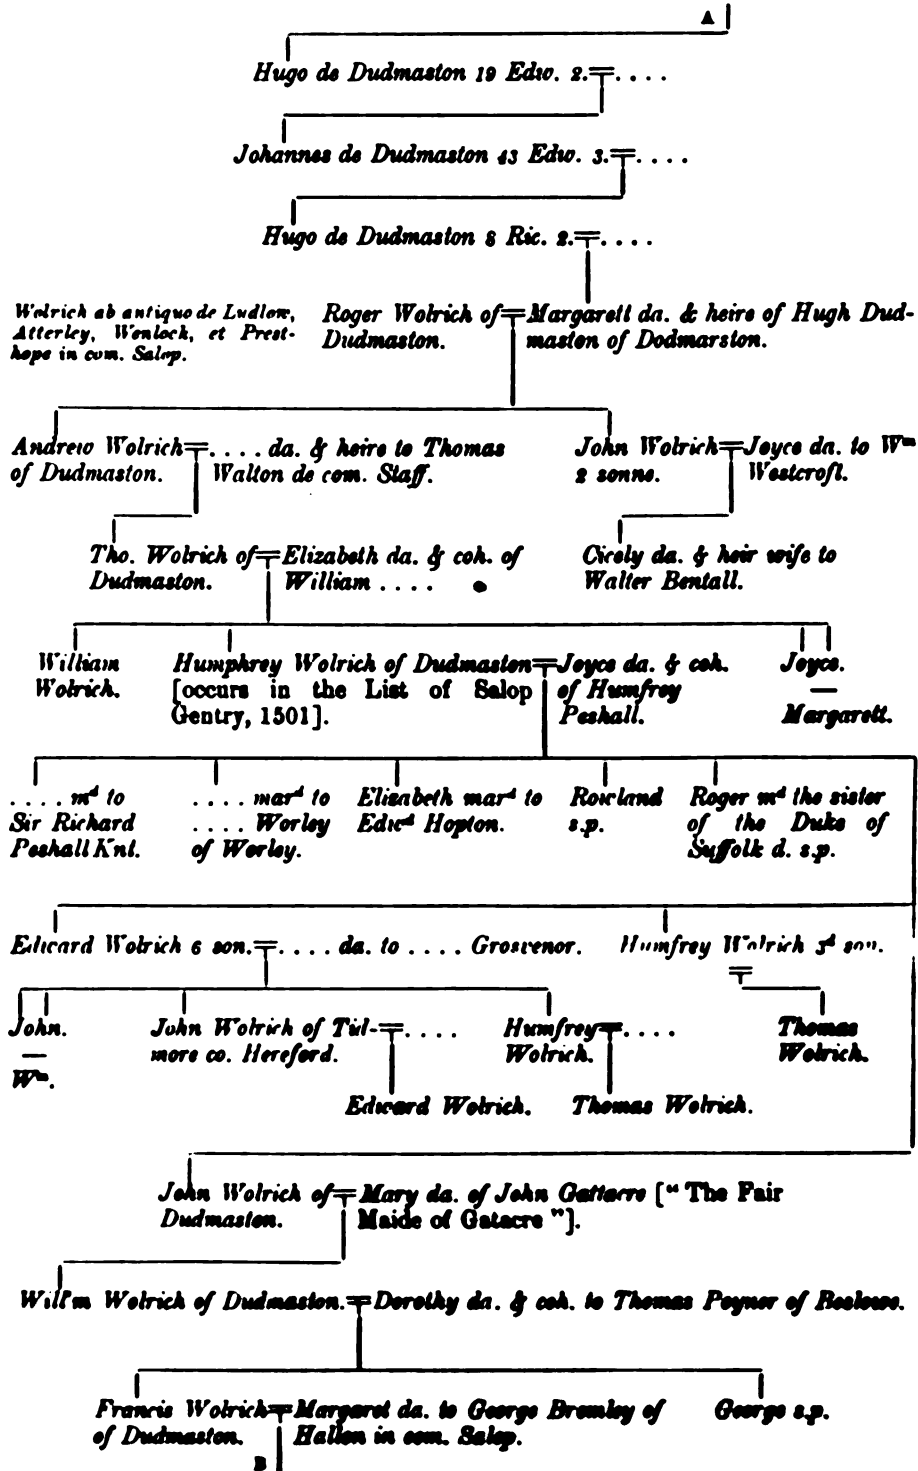 A
Hugo de Dudmaston 19 Edw. 2. = . . . .
Johannes de Dudmaston 43 Edw. 3. = . . . .
Hugo de Dudmaston 8 Ric. 2. = . . . .
Wolrich ab antiquo de Ludlow,
Atterley, Wenlock, et Prest-
hope in com. Salop.
Roger Wolrich of = Margarett da. & heire of Hugh Dud-
Dudmaston. maston of Dodmarston.
Andrew Wolrich = . . . . da. & heire to Thomas
of Dudmaston. Walton de com. Staff.
John Wolrich = Joyce da. to Wm
2 sonne. Westcroft.
Tho. Wolrich of = Elizabeth da. & coh. of
Dudmaston. William . . . .
Cicely da. & heir wife to
Walter Bentall.
William
Wolrich.
Humphrey Wolrich of Dudmaston = Joyce da. & coh.
[occurs in the List of Salop of Humfrey
Gentry, 1501]. Peshall.
Joyce.
—
Margarett.
. . . . md to
Sir Richard
Peshall Knt.
. . . . mard to
. . . . Worley
of Worley.
Elizabeth mard to
Edwd Hopton.
Rowland
s.p.
Roger md the sister
of the Duke of
Suffolk d. s.p.
Edward Wolrich 6 son. = . . . . da. to . . . . Grosvenor.
Humfrey Wolrich 3d son.
=
John.
—
Wm.
John Wolrich of Tid- = . . . .
more co. Hereford.
Humfrey = . . . .
Wolrich.
Thomas
Wolrich.
Edward Wolrich.
Thomas Wolrich.
John Wolrich of = Mary da. of John Gattacre ["The Fair
Dudmaston. Maide of Gatacre"].
Will'm Wolrich of Dudmaston. = Dorothy da. & coh. to Thomas Poyner of Beslowe.
Francis Wolrich = Margaret da. to George Bromley of
of Dudmaston. Hallon in com. Salop.
George s.p.
B